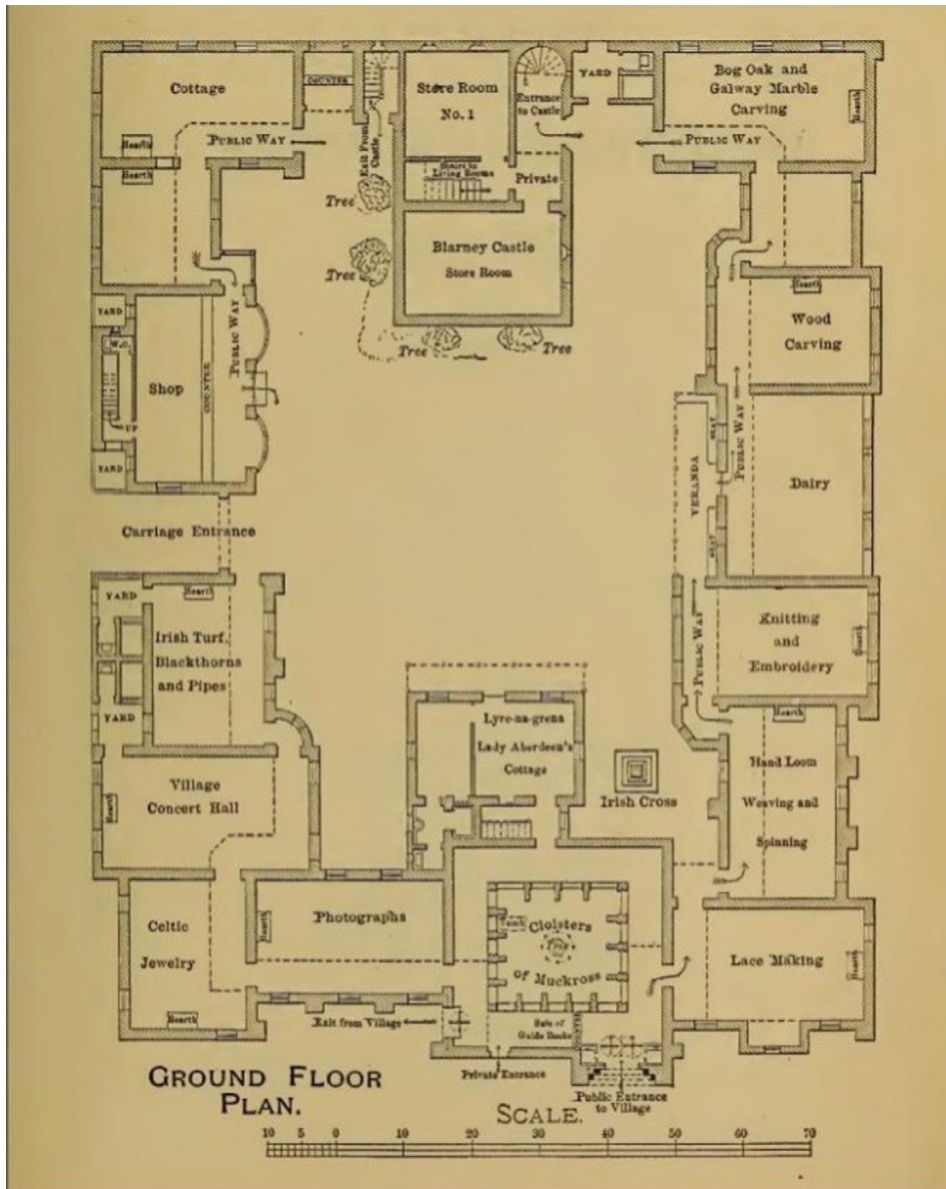 Cottage
Hearth
PUBLIC WAY
COUNTER
Exit From
Castle
Store Room
No. 1
Stairs to
Living Rooms
Entrance
to Castle
Private
YARD
Bog Oak and
Galway Marble
Carving
Hearth
PUBLIC WAY
Hearth
Tree
Tree
Tree
Tree
Blarney Castle
Store Room
YARD
W.C.
UP
YARD
Shop
COUNTER
PUBLIC WAY
Hearth
Wood
Carving
PUBLIC WAY
SEAT
VERANDA
SEAT
Dairy
Carriage Entrance
YARD
Hearth
Irish Turf,
Blackthorns
and Pipes
YARD
PUBLIC WAY
Knitting
and
Embroidery
Hearth
Lyre-na-grena
Lady Aberdeen's
Cottage
Irish Cross
Hearth
Hand Loom
Weaving and
Spinning
Village
Concert Hall
Hearth
Celtic
Jewelry
Hearth
Photographs
Hearth
Tomb
Cloisters
Tree
of Muckross
Lace Making
Hearth
Exit from Village
Sale of
Guide Books
COUNTER
Private Entrance
Public Entrance
to Village
GROUND FLOOR
PLAN.
SCALE.
10 5 0 10 20 30 40 50 60 70